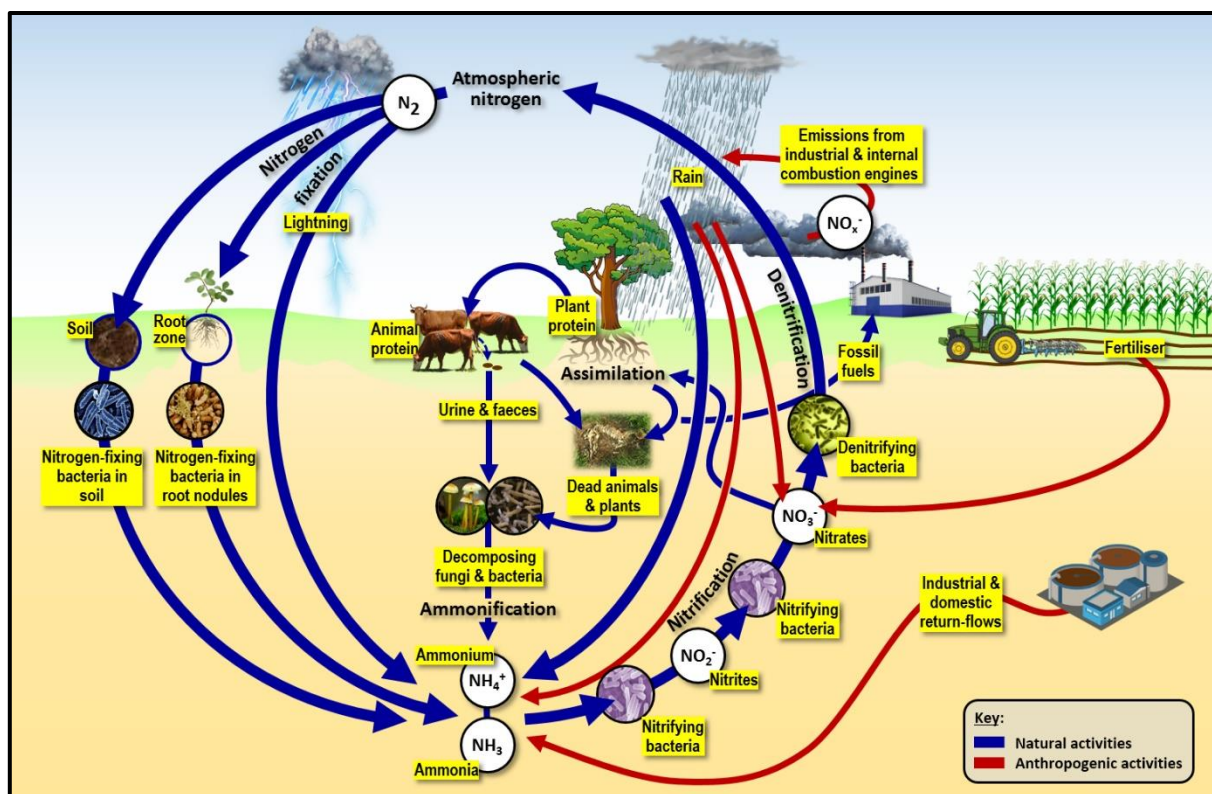 Atmospheric
nitrogen
N₂
Nitrogen
fixation
Lightning
Rain
Emissions from
industrial & internal
combustion engines
NOₓ⁻
Soil
Root
zone
Animal
protein
Plant
protein
Assimilation
Denitrification
Fossil
fuels
Fertiliser
Urine & faeces
Nitrogen-fixing
bacteria in
soil
Nitrogen-fixing
bacteria in
root nodules
Dead animals
& plants
Denitrifying
bacteria
NO₃⁻
Nitrates
Decomposing
fungi & bacteria
Ammonification
Nitrification
Nitrifying
bacteria
Industrial &
domestic
return-flows
Ammonium
NH₄⁺
NO₂⁻
Nitrites
Nitrifying
bacteria
NH₃
Ammonia
Key:
Natural activities
Anthropogenic activities